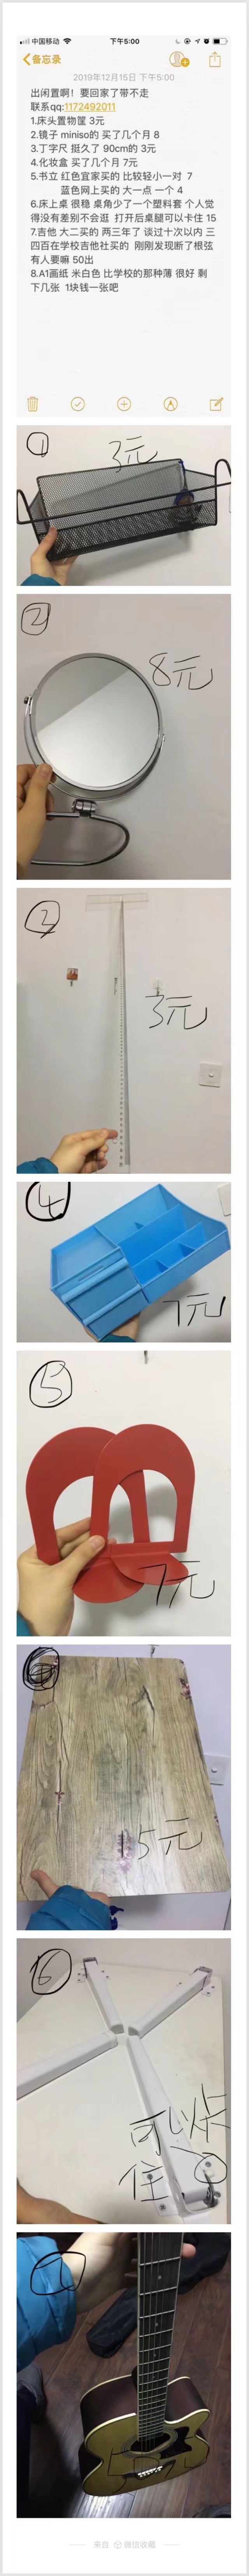 中国移动
下午5:00
备忘录
2019年12月15日 下午5:00
出闲置啊！要回家了带不走
联系qq:1172492011
1.床头置物筐 3元
2.镜子 miniso的 买了几个月 8
3.丁字尺 挺久了 90cm的 3元
4.化妆盒 买了几个月 7元
5.书立 红色宜家买的 比较轻小一对 7
蓝色网上买的 大一点 一个 4
6.床上桌 很稳 桌角少了一个塑料套 个人觉
得没有差别不会逛 打开后桌腿可以卡住 15
7.吉他 大二买的 两三年了 谈过十次以内 三
四百在学校吉他社买的 刚刚发现断了根弦
有人要嘛 50出
8.A1画纸 米白色 比学校的那种薄 很好 剩
下几张 1块钱一张吧
①
3元
②
8元
3
3元
4
7元
5
7元
5元
6
可以
住
来自 微信收藏